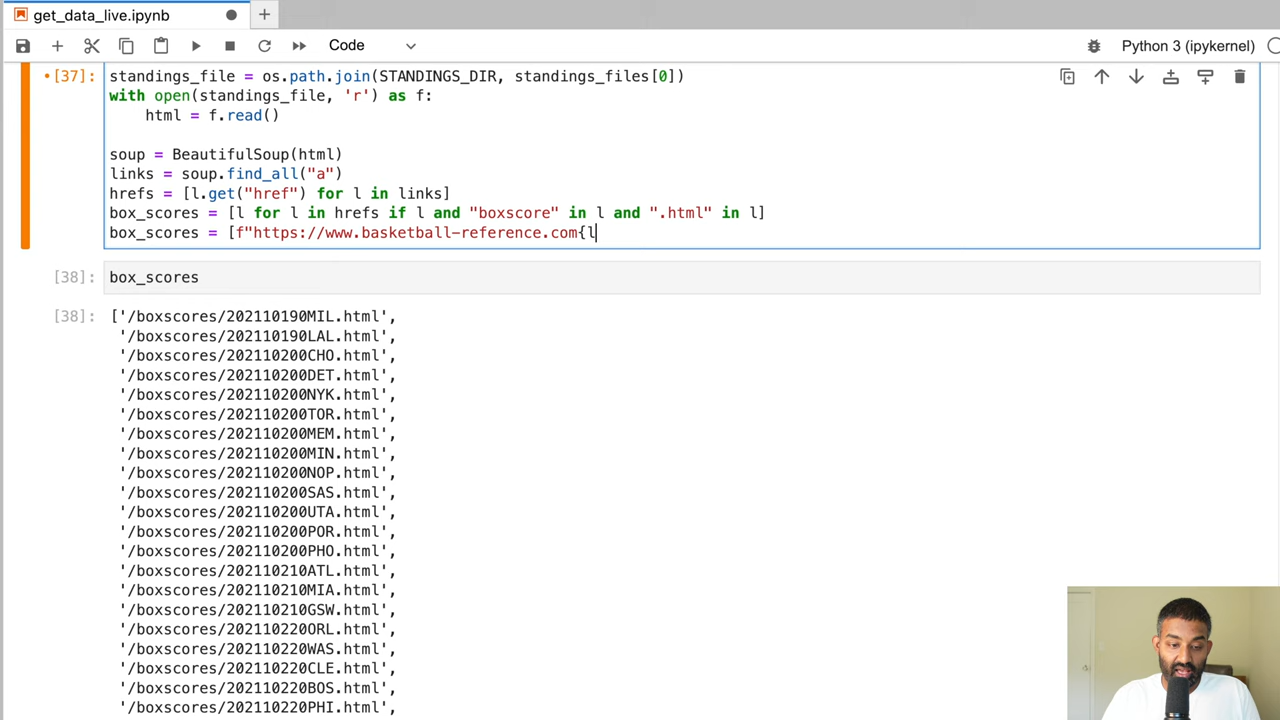 get_data_live.ipynb
Code
Python 3 (ipykernel)
[37]:
standings_file = os.path.join(STANDINGS_DIR, standings_files[0])
with open(standings_file, 'r') as f:
    html = f.read()
soup = BeautifulSoup(html)
links = soup.find_all("a")
hrefs = [l.get("href") for l in links]
box_scores = [l for l in hrefs if l and "boxscore" in l and ".html" in l]
box_scores = [f"https://www.basketball-reference.com{l
[38]: box_scores
[38]: ['/boxscores/202110190MIL.html',
'/boxscores/202110190LAL.html',
'/boxscores/202110200CHO.html',
'/boxscores/202110200DET.html',
'/boxscores/202110200NYK.html',
'/boxscores/202110200TOR.html',
'/boxscores/202110200MEM.html',
'/boxscores/202110200MIN.html',
'/boxscores/202110200NOP.html',
'/boxscores/202110200SAS.html',
'/boxscores/202110200UTA.html',
'/boxscores/202110200POR.html',
'/boxscores/202110200PHO.html',
'/boxscores/202110210ATL.html',
'/boxscores/202110210MIA.html',
'/boxscores/202110210GSW.html',
'/boxscores/202110220ORL.html',
'/boxscores/202110220WAS.html',
'/boxscores/202110220CLE.html',
'/boxscores/202110220BOS.html',
'/boxscores/202110220PHI.html',